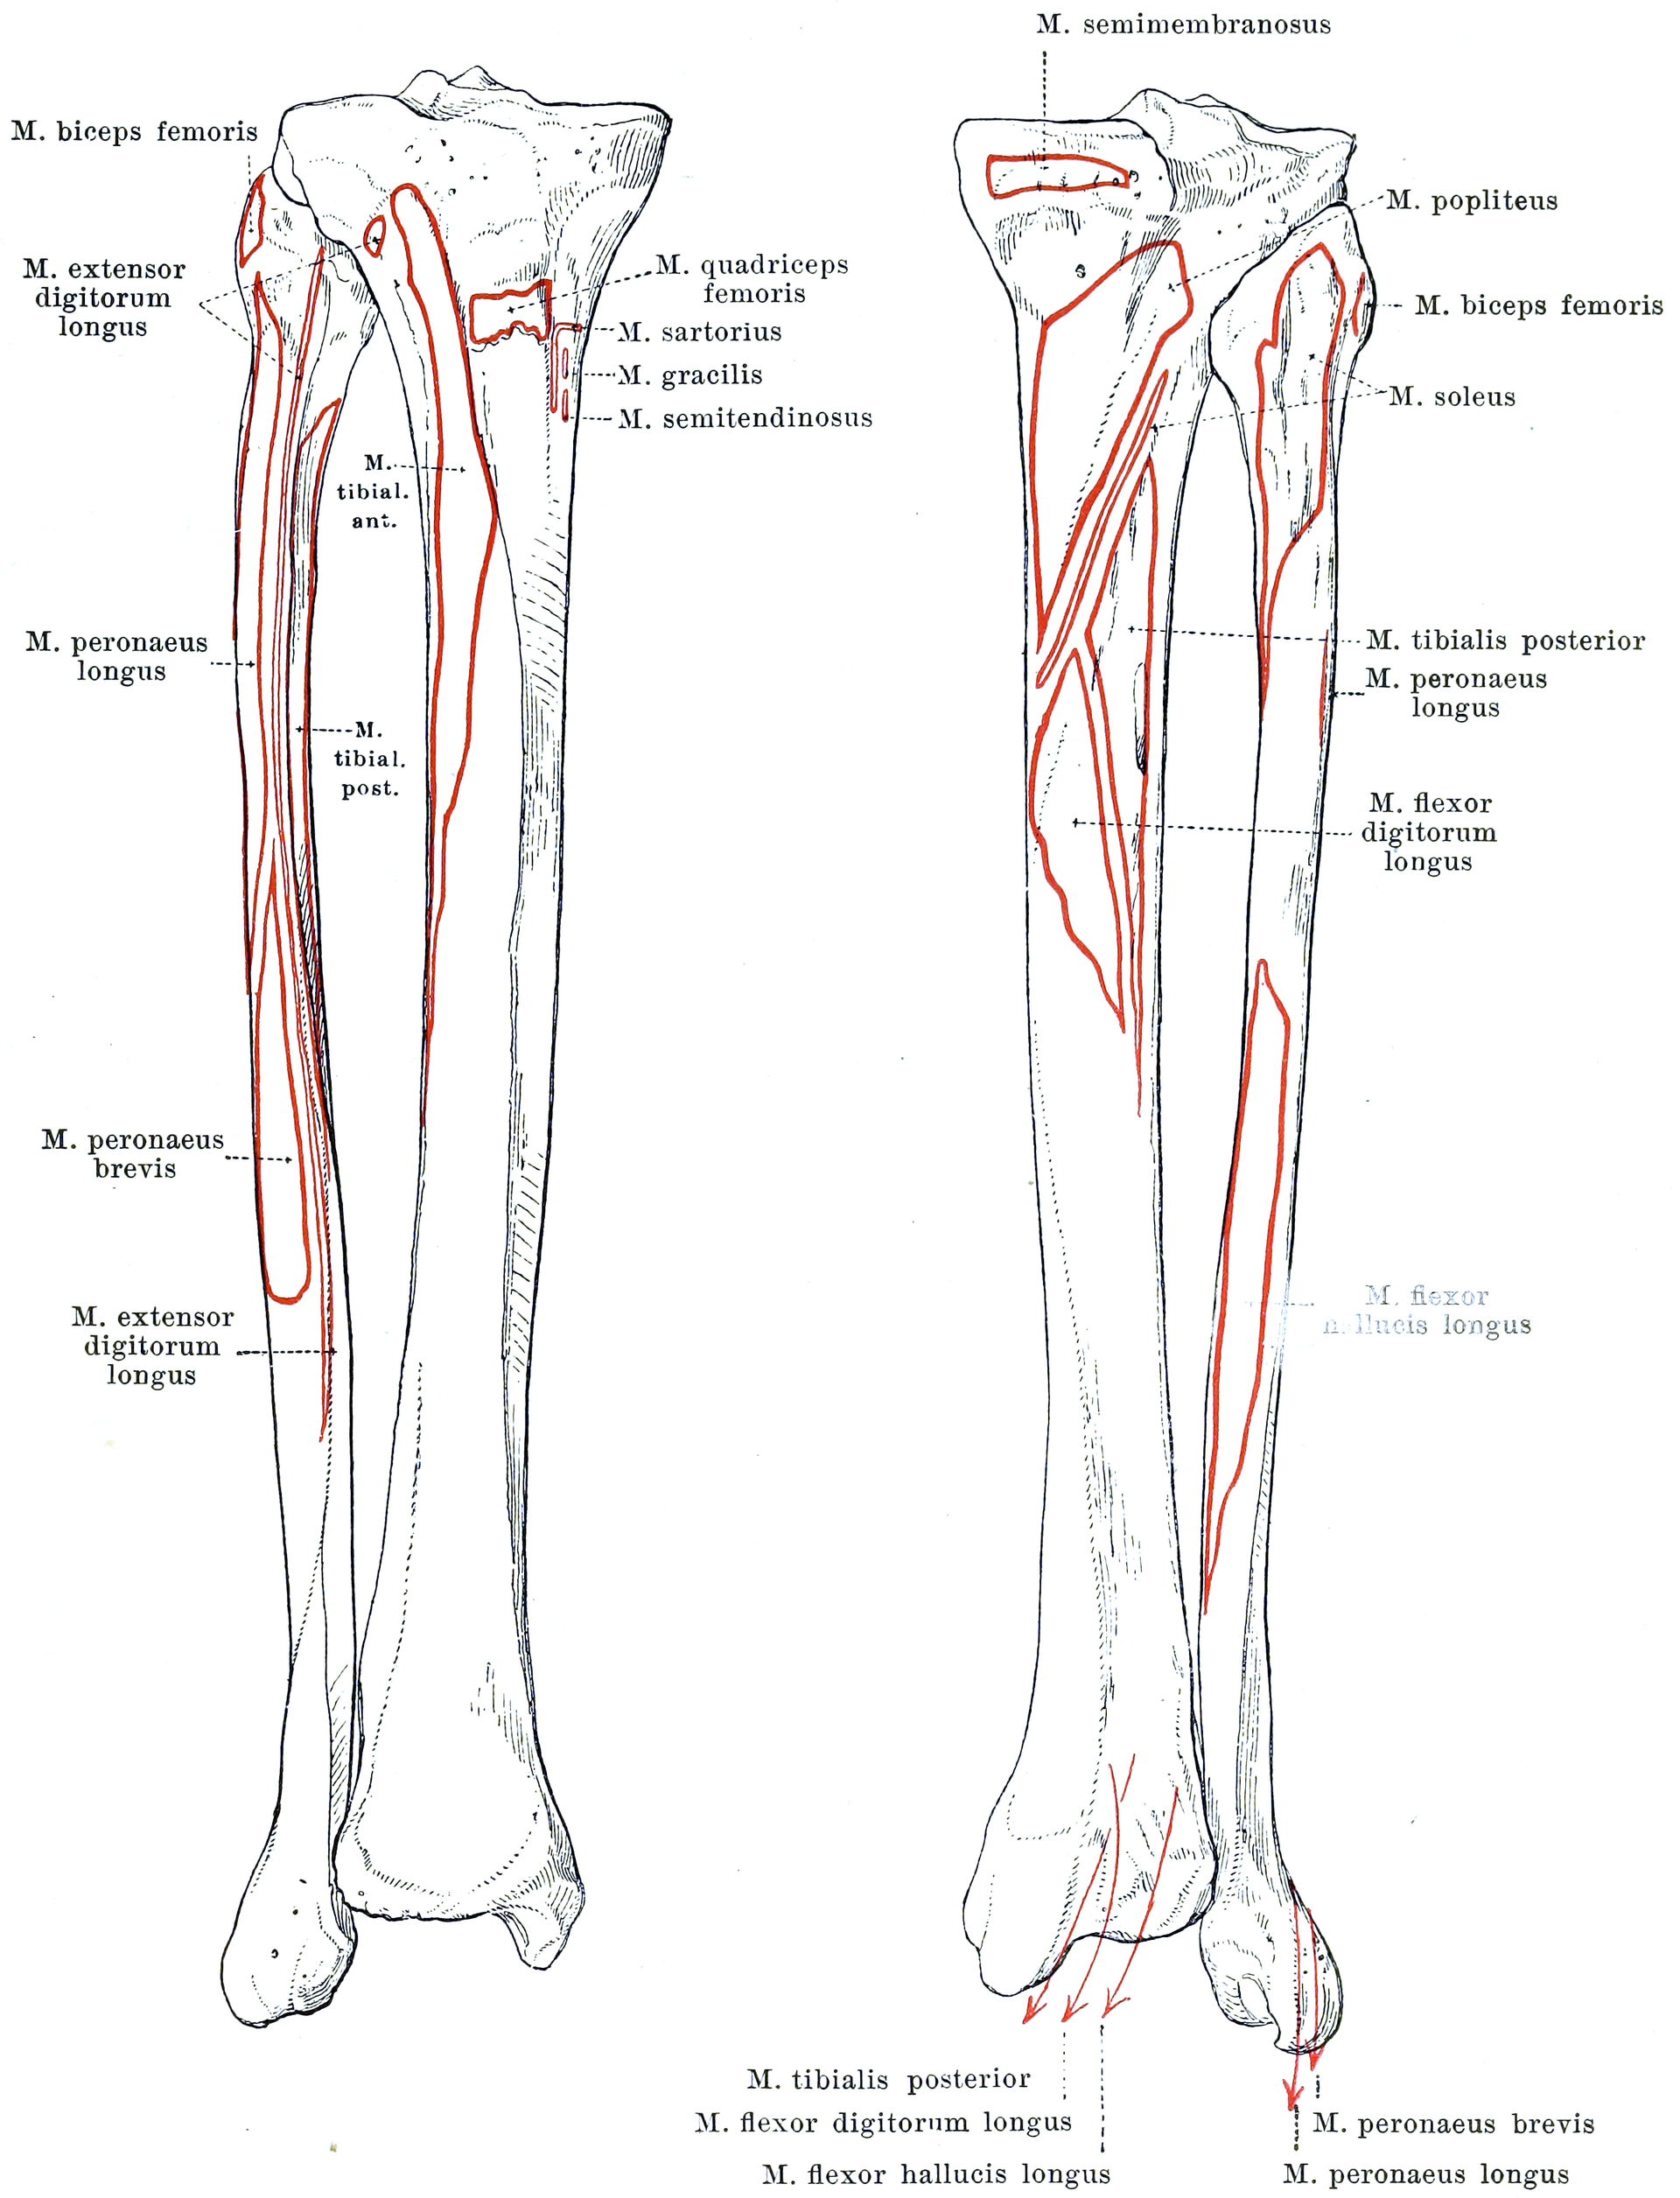 M. semimembranosus
M. biceps femoris
M. extensor
digitorum
longus
M. quadriceps
femoris
M. sartorius
M. gracilis
M. semitendinosus
M.
tibial.
ant.
M. peronaeus
longus
M.
tibial.
post.
M. peronaeus
brevis
M. extensor
digitorum
longus
M. popliteus
M. biceps femoris
M. soleus
M. tibialis posterior
M. peronaeus
longus
M. flexor
digitorum
longus
M. flexor
hallucis longus
M. tibialis posterior
M. flexor digitorum longus
M. flexor hallucis longus
M. peronaeus brevis
M. peronaeus longus